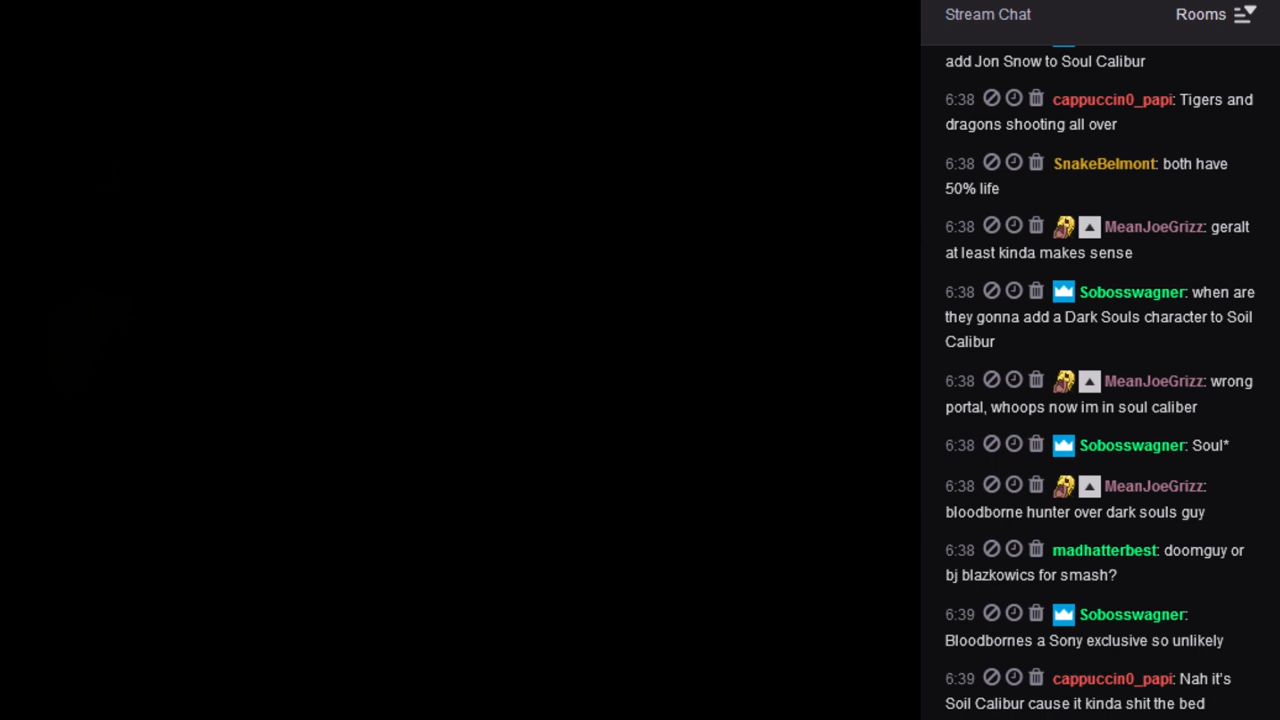 Stream Chat Rooms
add Jon Snow to Soul Calibur
6:38 cappuccin0_papi: Tigers and
dragons shooting all over
6:38 SnakeBelmont: both have
50% life
6:38 MeanJoeGrizz: geralt
at least kinda makes sense
6:38 Sobosswagner: when are
they gonna add a Dark Souls character to Soil
Calibur
6:38 MeanJoeGrizz: wrong
portal, whoops now im in soul caliber
6:38 Sobosswagner: Soul*
6:38 MeanJoeGrizz:
bloodborne hunter over dark souls guy
6:38 madhatterbest: doomguy or
bj blazkowics for smash?
6:39 Sobosswagner:
Bloodbornes a Sony exclusive so unlikely
6:39 cappuccin0_papi: Nah it's
Soil Calibur cause it kinda shit the bed